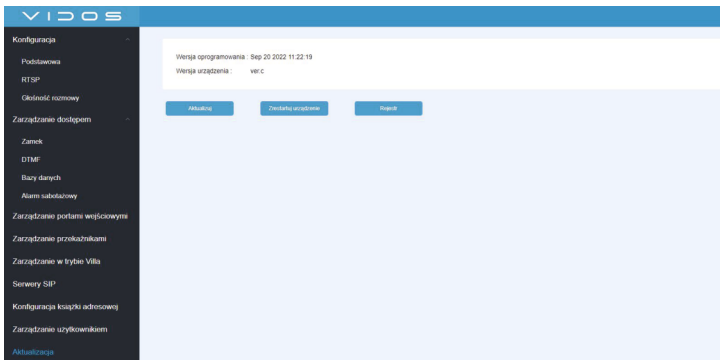 VIDOS
Konfiguracja
Podstawowa
RTSP
Głośność rozmowy
Zarządzanie dostępem
Zamek
DTMF
Bazy danych
Alarm sabotażowy
Zarządzanie portami wejściowymi
Zarządzanie przekaźnikami
Zarządzanie w trybie Villa
Serwery SIP
Konfiguracja książki adresowej
Zarządzanie użytkownikiem
Aktualizacja
Wersja oprogramowania : Sep 20 2022 11:22:19
Wersja urządzenia : ver.c
Aktualizuj Zrestartuj urządzenie Rejestr